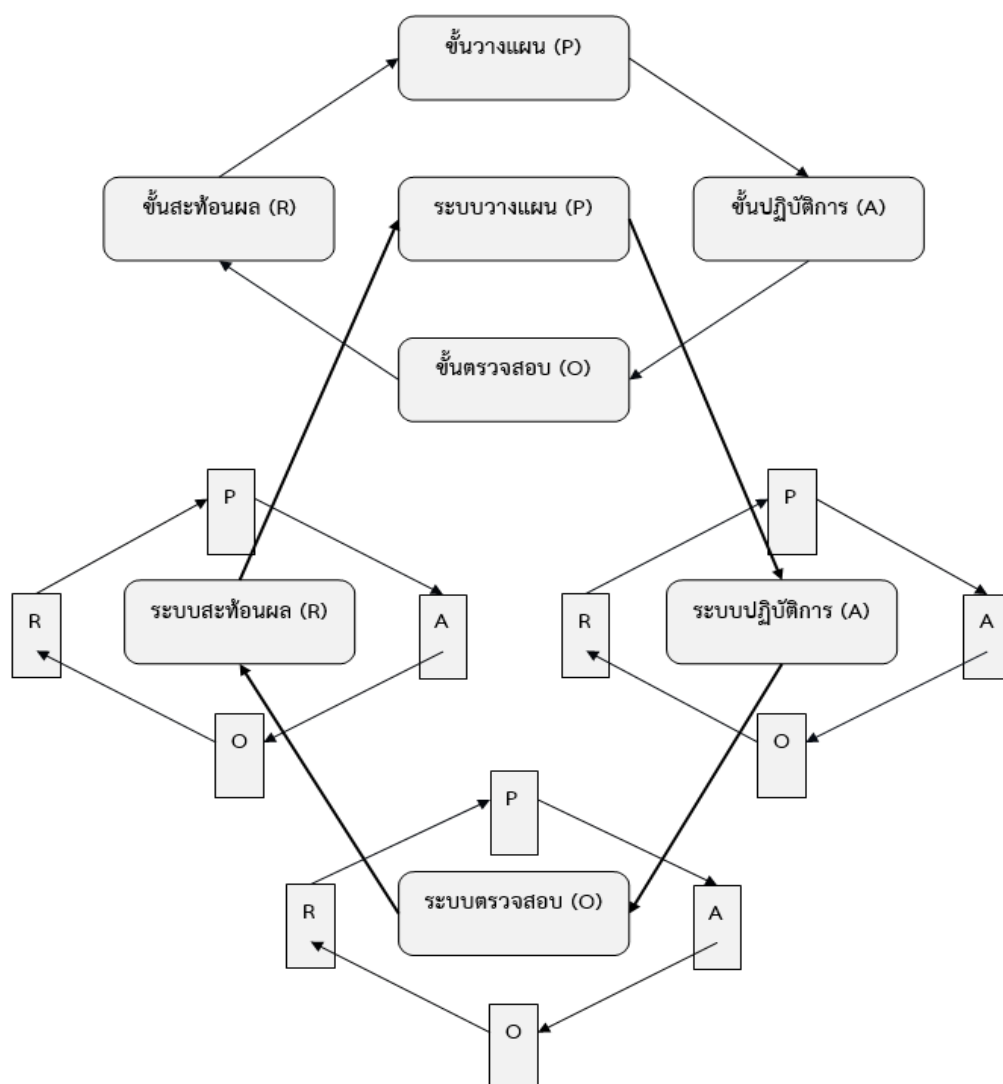 ขั้นวางแผน (P)
ขั้นสะท้อนผล (R)
ระบบวางแผน (P)
ขั้นปฏิบัติการ (A)
ขั้นตรวจสอบ (O)
P
P
ระบบสะท้อนผล (R)
ระบบปฏิบัติการ (A)
R
A
R
A
O
O
P
ระบบตรวจสอบ (O)
R
A
O